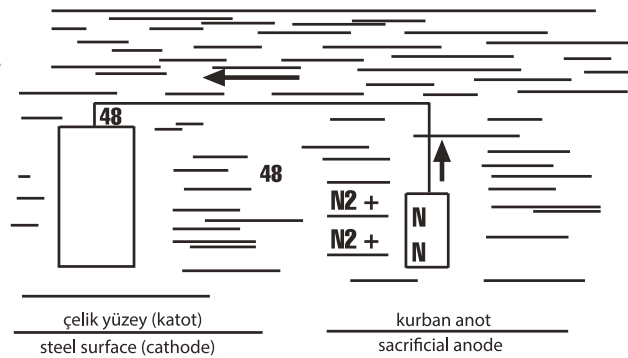 48
48
N2 +
N
N2 +
N
çelik yüzey (katot)
steel surface (cathode)
kurban anot
sacrificial anode